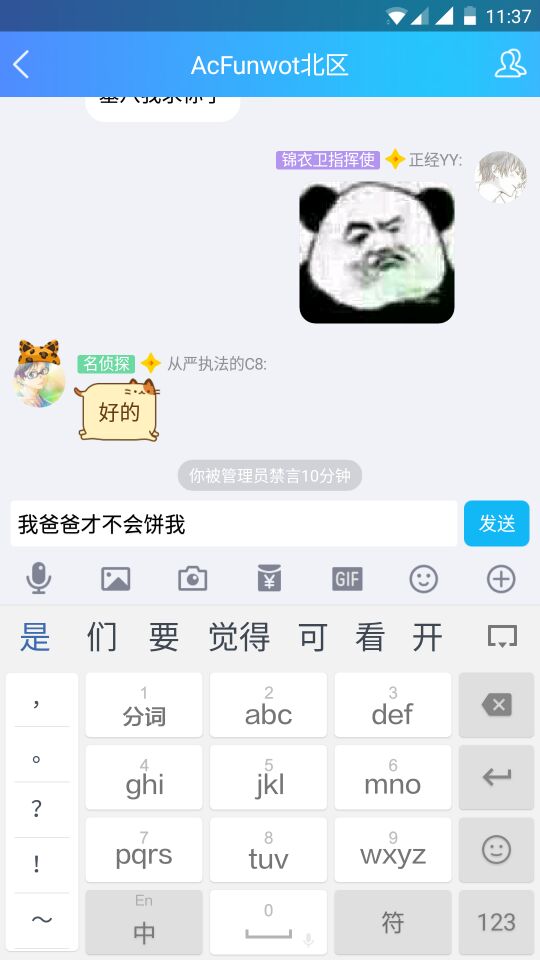 11:37
AcFunwot北区
锦衣卫指挥使 正经YY:
名侦探 从严执法的C8:
好的
你被管理员禁言10分钟
我爸爸才不会饼我 发送
GIF
是 们 要 觉得 可 看 开
, 1 分词 2 abc 3 def
。 4 ghi 5 jkl 6 mno
? 7 pqrs 8 tuv 9 wxyz
!
~ En 中 0 符 123